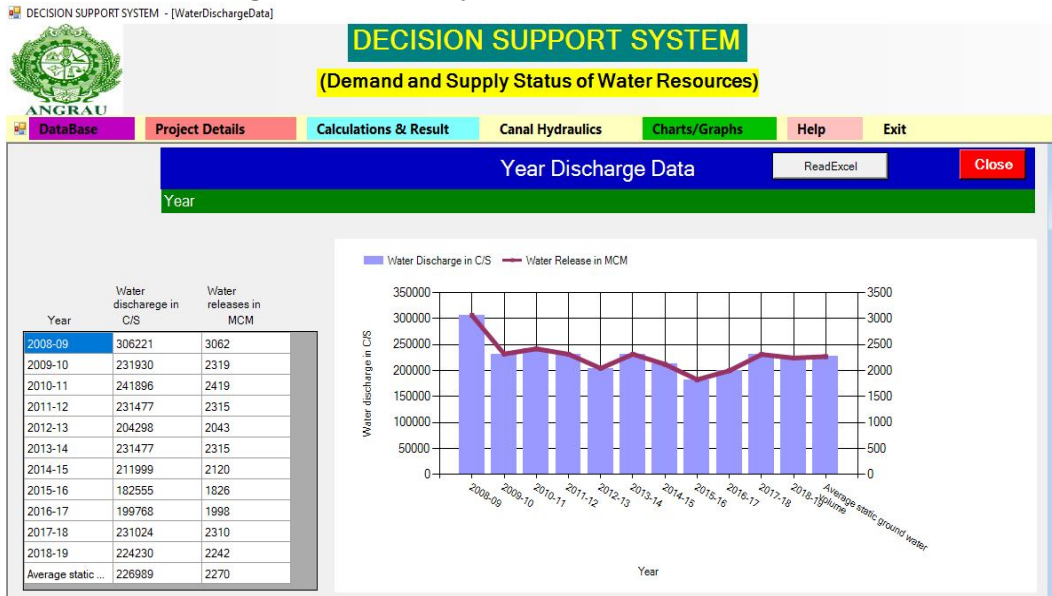 DECISION SUPPORT SYSTEM - [WaterDischargeData]
DECISION SUPPORT SYSTEM
(Demand and Supply Status of Water Resources)
ANGRAU
DataBase Project Details Calculations & Result Canal Hydraulics Charts/Graphs Help Exit
Year Discharge Data ReadExcel Close
Year
Year Water discharege in C/S Water releases in MCM
2008-09 306221 3062
2009-10 231930 2319
2010-11 241896 2419
2011-12 231477 2315
2012-13 204298 2043
2013-14 231477 2315
2014-15 211999 2120
2015-16 182555 1826
2016-17 199768 1998
2017-18 231024 2310
2018-19 224230 2242
Average static ... 226989 2270
Water Discharge in C/S Water Release in MCM
Water discharge in C/S
350000 3500
300000 3000
250000 2500
200000 2000
150000 1500
100000 1000
50000 500
0 0
2008-09 2009-10 2010-11 2011-12 2012-13 2013-14 2014-15 2015-16 2016-17 2017-18 2018-19 Average static ground water volume
Year